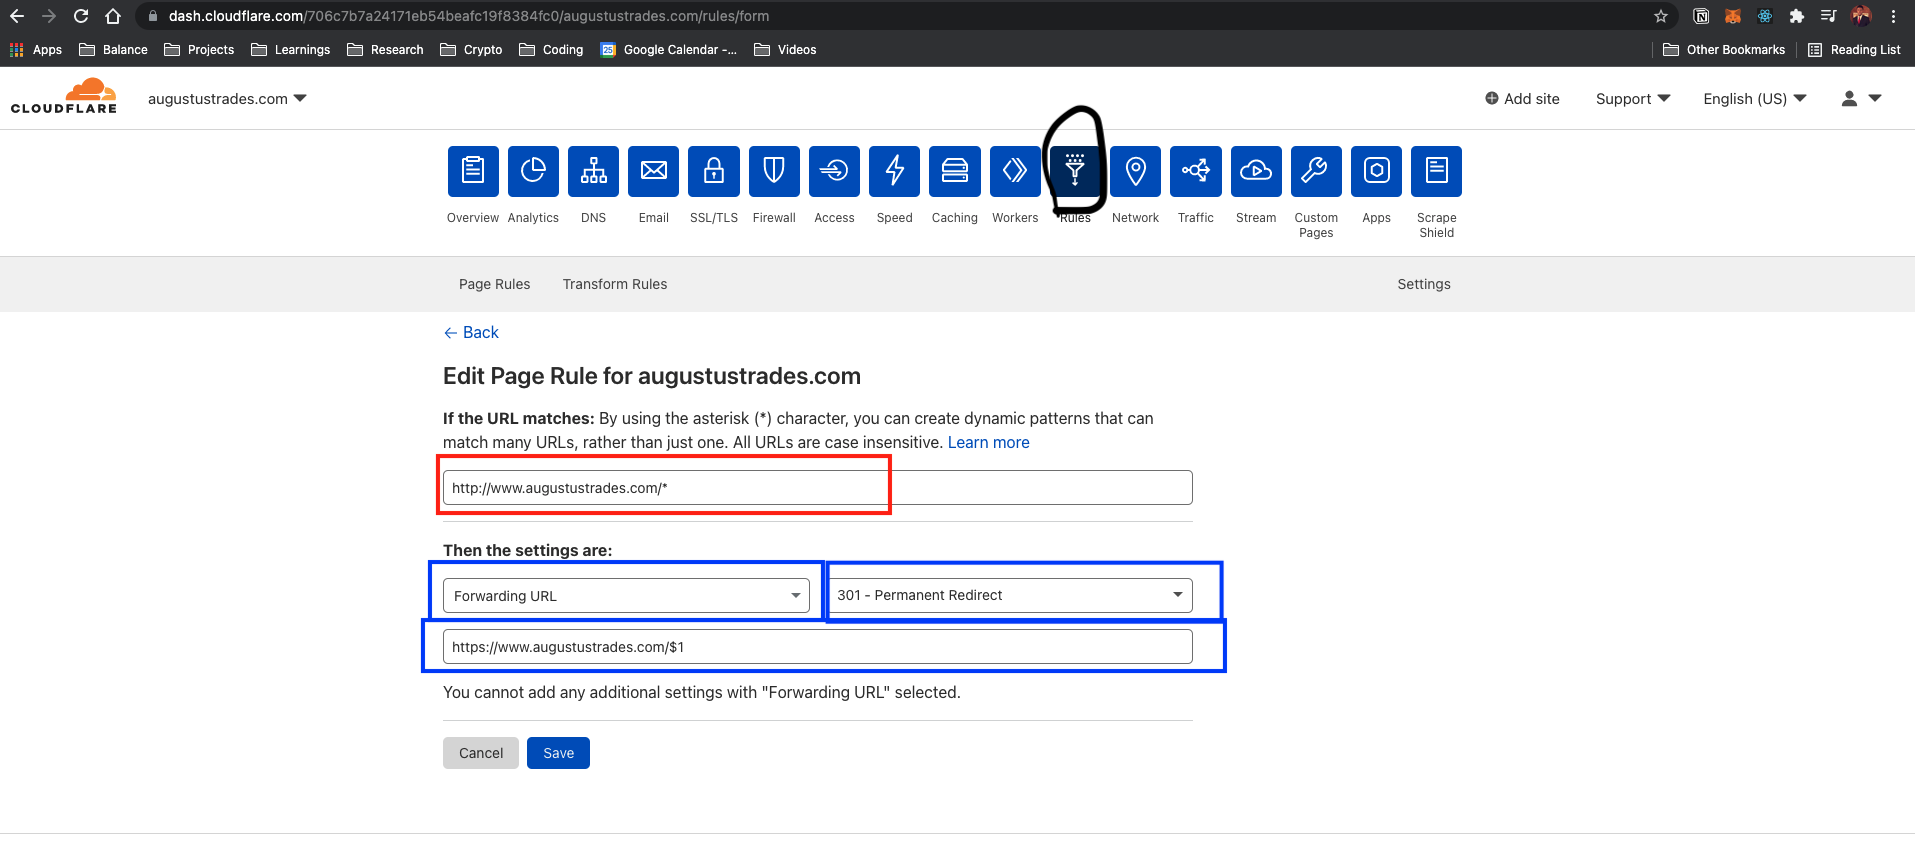 dash.cloudflare.com/706c7b7a24171eb54beafc19f8384fc0/augustustrades.com/rules/form
Apps Balance Projects Learnings Research Crypto Coding 25 Google Calendar -... Videos Other Bookmarks Reading List
CLOUDFLARE augustustrades.com Add site Support English (US)
Overview Analytics DNS Email SSL/TLS Firewall Access Speed Caching Workers Rules Network Traffic Stream Custom Apps Scrape
Pages Shield
Page Rules Transform Rules Settings
Back
Edit Page Rule for augustustrades.com
If the URL matches: By using the asterisk (*) character, you can create dynamic patterns that can
match many URLs, rather than just one. All URLs are case insensitive. Learn more
http://www.augustustrades.com/*
Then the settings are:
Forwarding URL 301 - Permanent Redirect
https://www.augustustrades.com/$1
You cannot add any additional settings with "Forwarding URL" selected.
Cancel Save